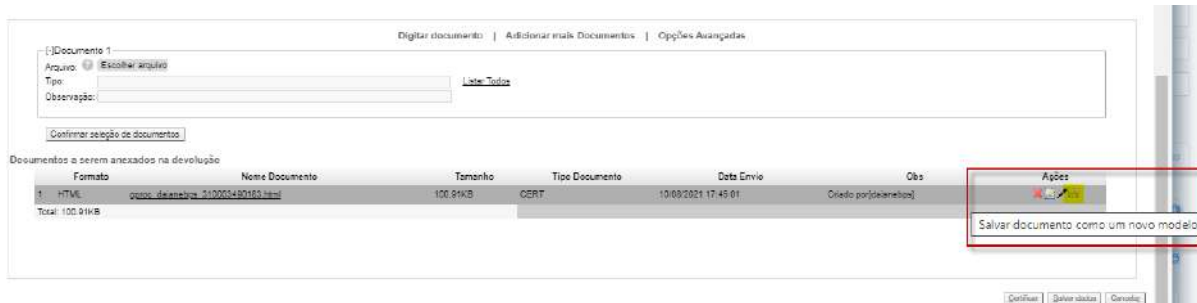 Digitar documento | Adicionar mais Documentos | Opções Avançadas
[-]Documento 1
Arquivo: Escolher arquivo
Tipo: Listar Todos
Observação:
Confirmar seleção de documentos
Documentos a serem anexados na devolução
Formato Nome Documento Tamanho Tipo Documento Data Envio Obs Ações
1 HTML 100.91KB CERT 10/08/2021 17:45:01 Criado por[deianebps]
Total: 100.91KB
Salvar documento como um novo modelo
Certificar Salvar dados Cancelar